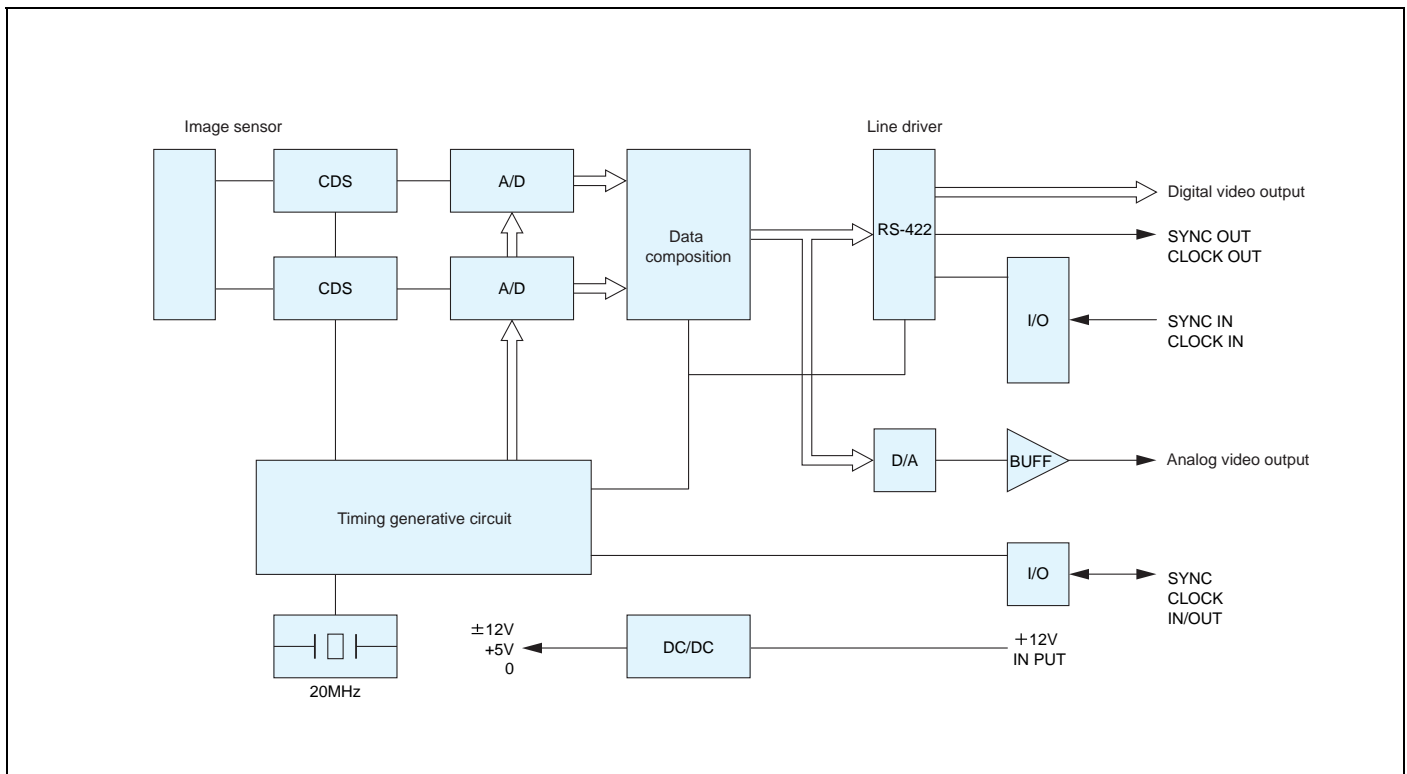 Image sensor
Line driver
CDS
A/D
Data
composition
RS-422
Digital video output
SYNC OUT
CLOCK OUT
CDS
A/D
I/O
SYNC IN
CLOCK IN
D/A
BUFF
Analog video output
Timing generative circuit
I/O
SYNC
CLOCK
IN/OUT
±12V
+5V
0
DC/DC
+12V
IN PUT
20MHz